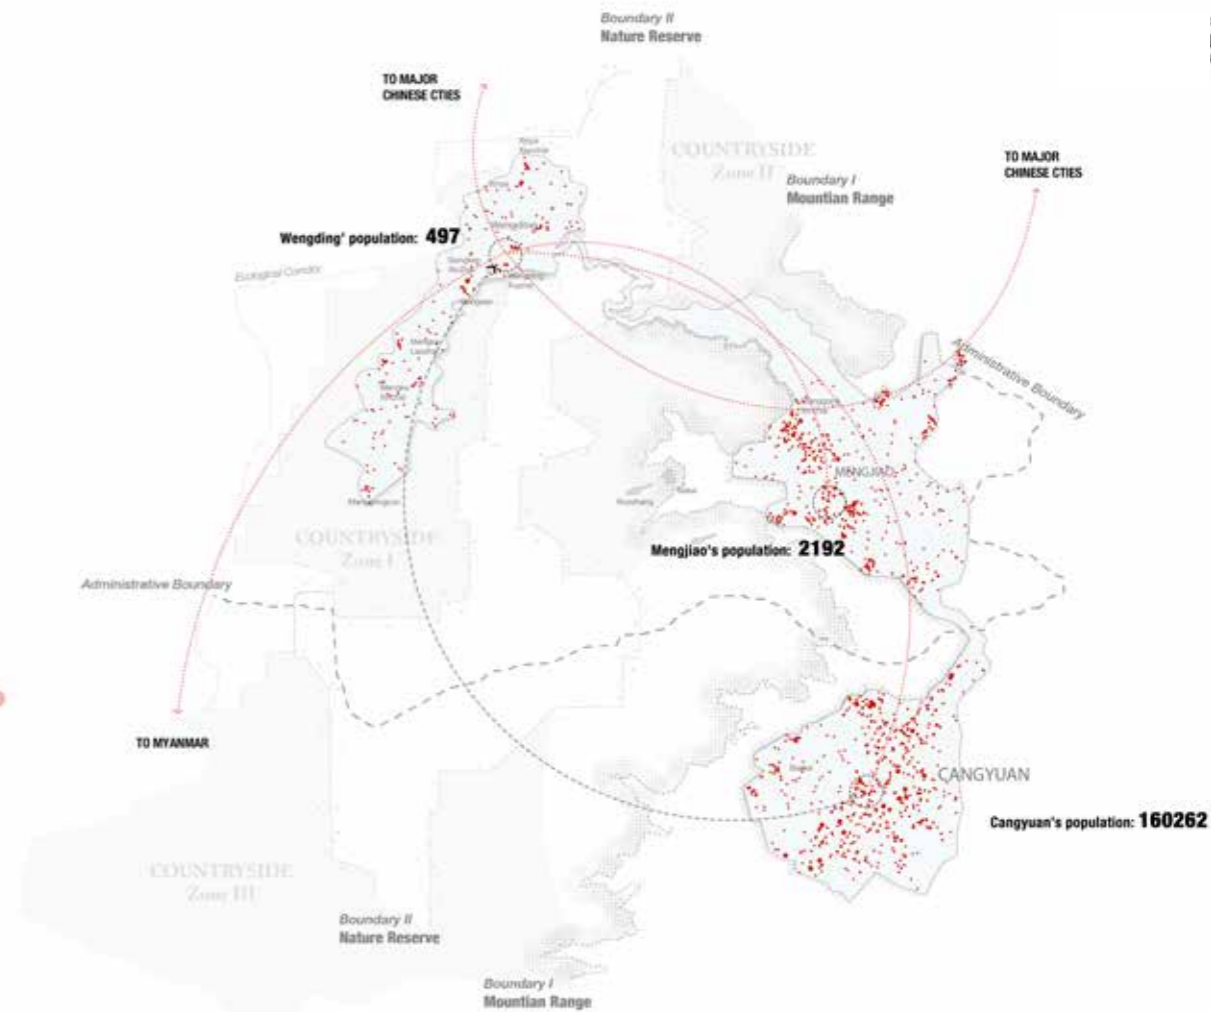 Boundary II
Nature Reserve
TO MAJOR
CHINESE CTIES
COUNTRYSIDE
Zone II
TO MAJOR
CHINESE CTIES
Boundary I
Mountian Range
Wengding' population: 497
Wengding
Ecological Corridor
Administrative Boundary
MENGJIAO
Mengjiao's population: 2192
COUNTRYSIDE
Zone I
Administrative Boundary
TO MYANMAR
CANGYUAN
Cangyuan's population: 160262
COUNTRYSIDE
Zone III
Boundary II
Nature Reserve
Boundary I
Mountian Range